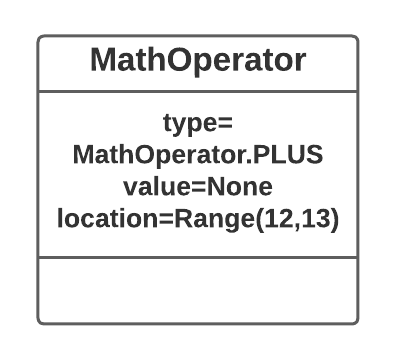 MathOperator
type=
MathOperator.PLUS
value=None
location=Range(12,13)